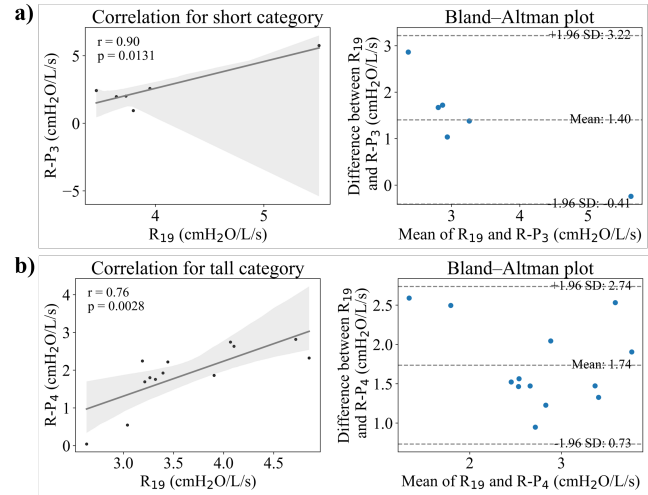 a)
Correlation for short category
r = 0.90
p = 0.0131
5
0
−5
4
5
R-P₃ (cmH₂O/L/s)
R₁₉ (cmH₂O/L/s)
Bland–Altman plot
+1.96 SD: 3.22
Mean: 1.40
-1.96 SD: -0.41
3
2
1
0
3
4
5
Difference between R₁₉
and R-P₃ (cmH₂O/L/s)
Mean of R₁₉ and R-P₃ (cmH₂O/L/s)
b)
Correlation for tall category
r = 0.76
p = 0.0028
4
3
2
1
0
3.0
3.5
4.0
4.5
R-P₄ (cmH₂O/L/s)
R₁₉ (cmH₂O/L/s)
Bland–Altman plot
+1.96 SD: 2.74
Mean: 1.74
-1.96 SD: 0.73
2.5
2.0
1.5
1.0
2
3
Difference between R₁₉
and R-P₄ (cmH₂O/L/s)
Mean of R₁₉ and R-P₄ (cmH₂O/L/s)